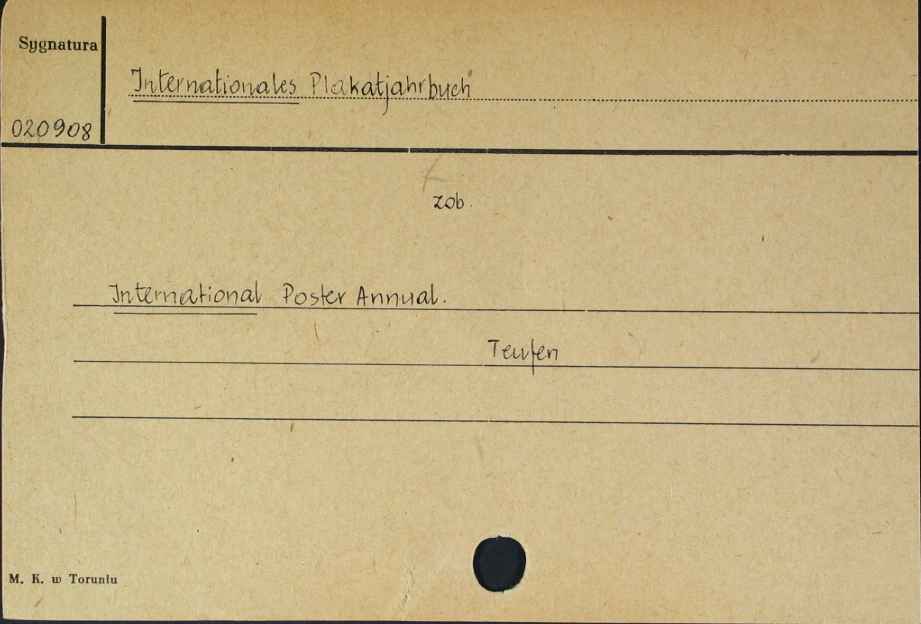 Sygnatura
Internationales Plakatjahrbuch
020908
zob.
International Poster Annual.
Teufen
M. K. w Toruniu